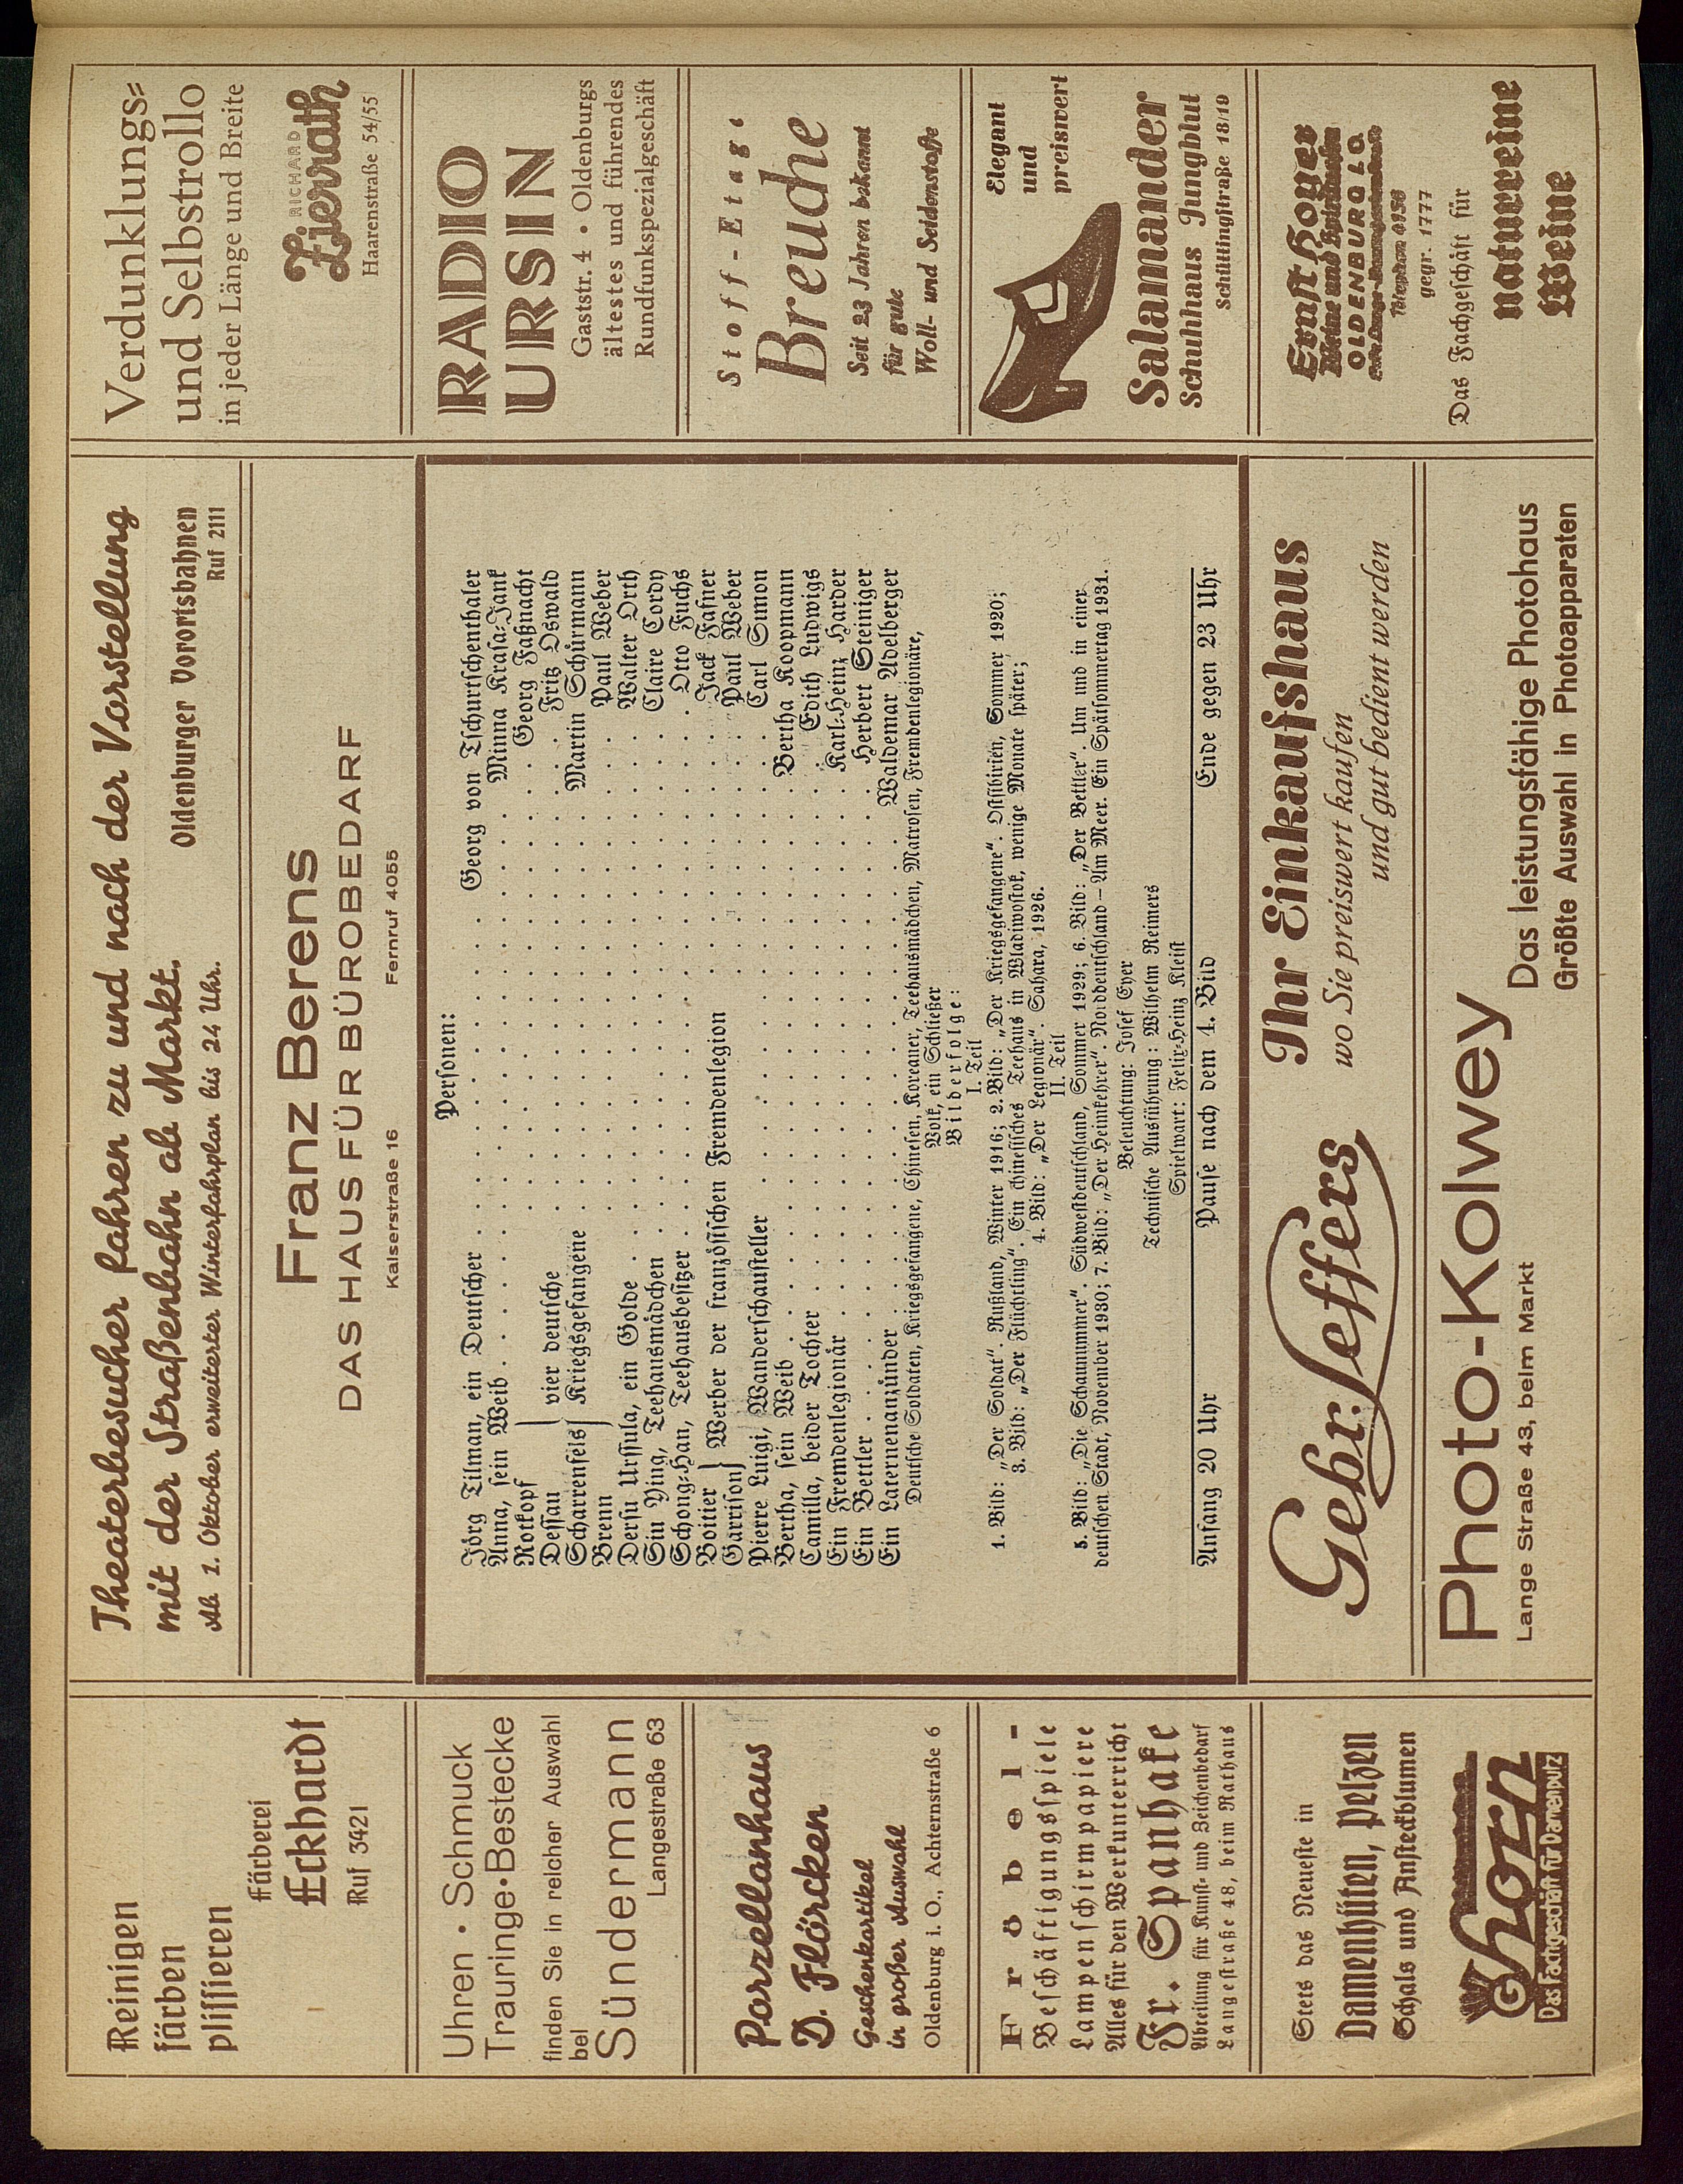 Reinigen
färben
plissieren
Färberei
Eckhardt
Ruf 3421
Uhren · Schmuck
Trauringe · Bestecke
finden Sie in reicher Auswahl
bei
Sündermann
Langestraße 63
Porzellanhaus
D. Flörcken
Geschenkartikel
in großer Auswahl
Oldenburg i. O., Achternstraße 6
Fröbel-
Beschäftigungsspiele
Lampenschirmpapiere
Alles für den Werkunterricht
Fr. Spanhake
Abteilung für Kunst- und Zeichenbedarf
Langestraße 48, beim Rathaus
Stets das Neueste in
Damenhüten, Pelzen
Schals und Ansteckblumen
Ghorn
Das Fachgeschäft für Damenputz
Theaterbesucher fahren zu und nach der Vorstellung
mit der Straßenbahn ab Markt.
Oldenburger Vorortsbahnen
Ab 1. Oktober erweiterter Winterfahrplan bis 24 Uhr.
Ruf 2111
Franz Berens
DAS HAUS FÜR BÜROBEDARF
Kaiserstraße 16 Fernruf 4055
Personen:
Jörg Tilman, ein Deutscher . . . Georg von Tschurtschenthaler
Anna, sein Weib . . . Minna Krasa-Jank
Rotkopf } vier deutsche . . . Georg Faßnacht
Dessau } Kriegsgefangene . . . Fritz Oswald
Scharrenfels . . . Martin Schürmann
Brenn . . . Paul Weber
Dersu Urssula, ein Golde . . . Walter Orth
Sin Ying, Teehausmädchen . . . Claire Cordy
Schong-Han, Teehausbesitzer . . . Otto Fuchs
Boitier } Werber der französischen Fremdenlegion . . . Jack Fafner
Garrison } . . . Paul Weber
Pierre Luigi, Wanderschausteller . . . Carl Simon
Bertha, sein Weib . . . Bertha Koopmann
Camilla, beider Tochter . . . Edith Ludwigs
Ein Fremdenlegionär . . . Karl-Heinz Harder
Ein Bettler . . . Herbert Steiniger
Ein Laternenanzünder . . . Waldemar Adelberger
Deutsche Soldaten, Kriegsgefangene, Chinesen, Koreaner, Teehausmädchen, Matrosen, Fremdenlegionäre,
Volk, ein Schließer
Bilderfolge:
I. Teil
1. Bild: „Der Soldat“. Rußland, Winter 1916; 2. Bild: „Der Kriegsgefangene“. Ostsibirien, Sommer 1920;
3. Bild: „Der Flüchtling“. Ein chinesisches Teehaus in Wladiwostok, wenige Monate später;
4. Bild: „Der Legionär“. Sahara, 1926.
II. Teil
5. Bild: „Die Schaunummer“. Südwestdeutschland, Sommer 1929; 6. Bild: „Der Bettler“. Um und in einer
deutschen Stadt, November 1930; 7. Bild: „Der Heimkehrer“. Norddeutschland – Am Meer. Ein Spätsommertag 1931.
Beleuchtung: Josef Eyer
Technische Ausführung: Wilhelm Reimers
Spielwart: Felix-Heinz Kleist
Anfang 20 Uhr Pause nach dem 4. Bild Ende gegen 23 Uhr
Gebr. Leffers
Ihr Einkaufshaus
wo Sie preiswert kaufen
und gut bedient werden
Photo-Kolwey
Lange Straße 43, beim Markt
Das leistungsfähige Photohaus
Größte Auswahl in Photoapparaten
Verdunklungs-
und Selbstrollo
in jeder Länge und Breite
RICHARD
Zierrath
Haarenstraße 54/55
RADIO
URSIN
Gaststr. 4 • Oldenburgs
ältestes und führendes
Rundfunkspezialgeschäft
Stoff-Etage
Breuche
Seit 23 Jahren bekannt
für gute
Woll- und Seidenstoffe
Elegant
und
preiswert
Salamander
Schuhhaus Jungblut
Schüttingstraße 18/19
Ernst Hoyer
Weine und Spirituosen
OLDENBURG I.O.
gegr. 1777
Das Fachgeschäft für
naturreine
Weine